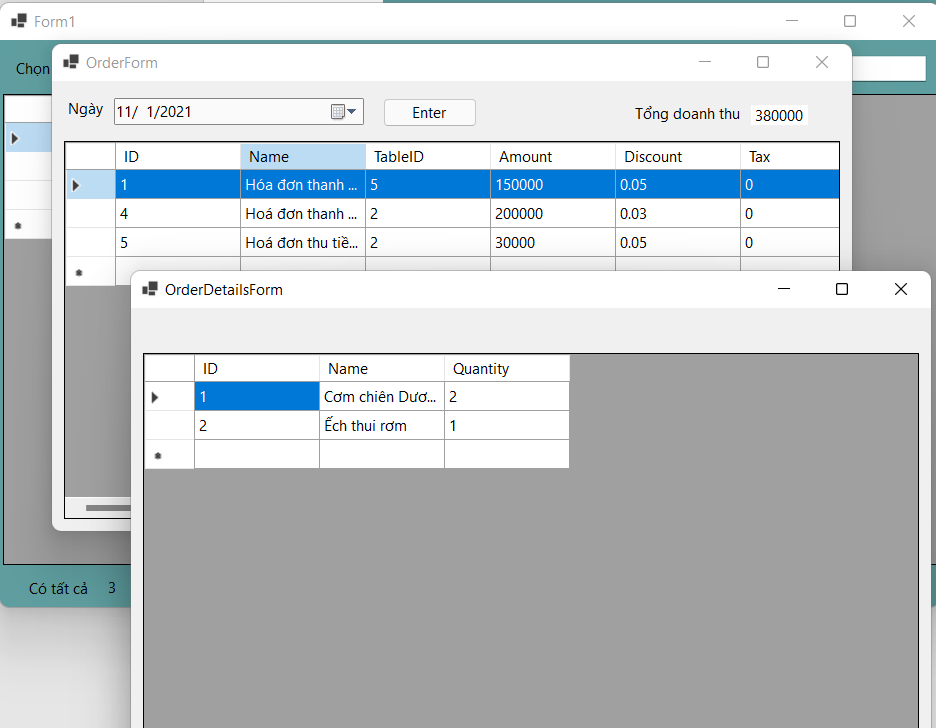 Form1
Chọn
OrderForm
Ngày 11/ 1/2021 Enter Tổng doanh thu 380000
ID Name TableID Amount Discount Tax
1 Hóa đơn thanh ... 5 150000 0.05 0
4 Hoá đơn thanh ... 2 200000 0.03 0
5 Hoá đơn thu tiề... 2 30000 0.05 0
OrderDetailsForm
ID Name Quantity
1 Cơm chiên Dươ... 2
2 Ếch thui rơm 1
Có tất cả 3